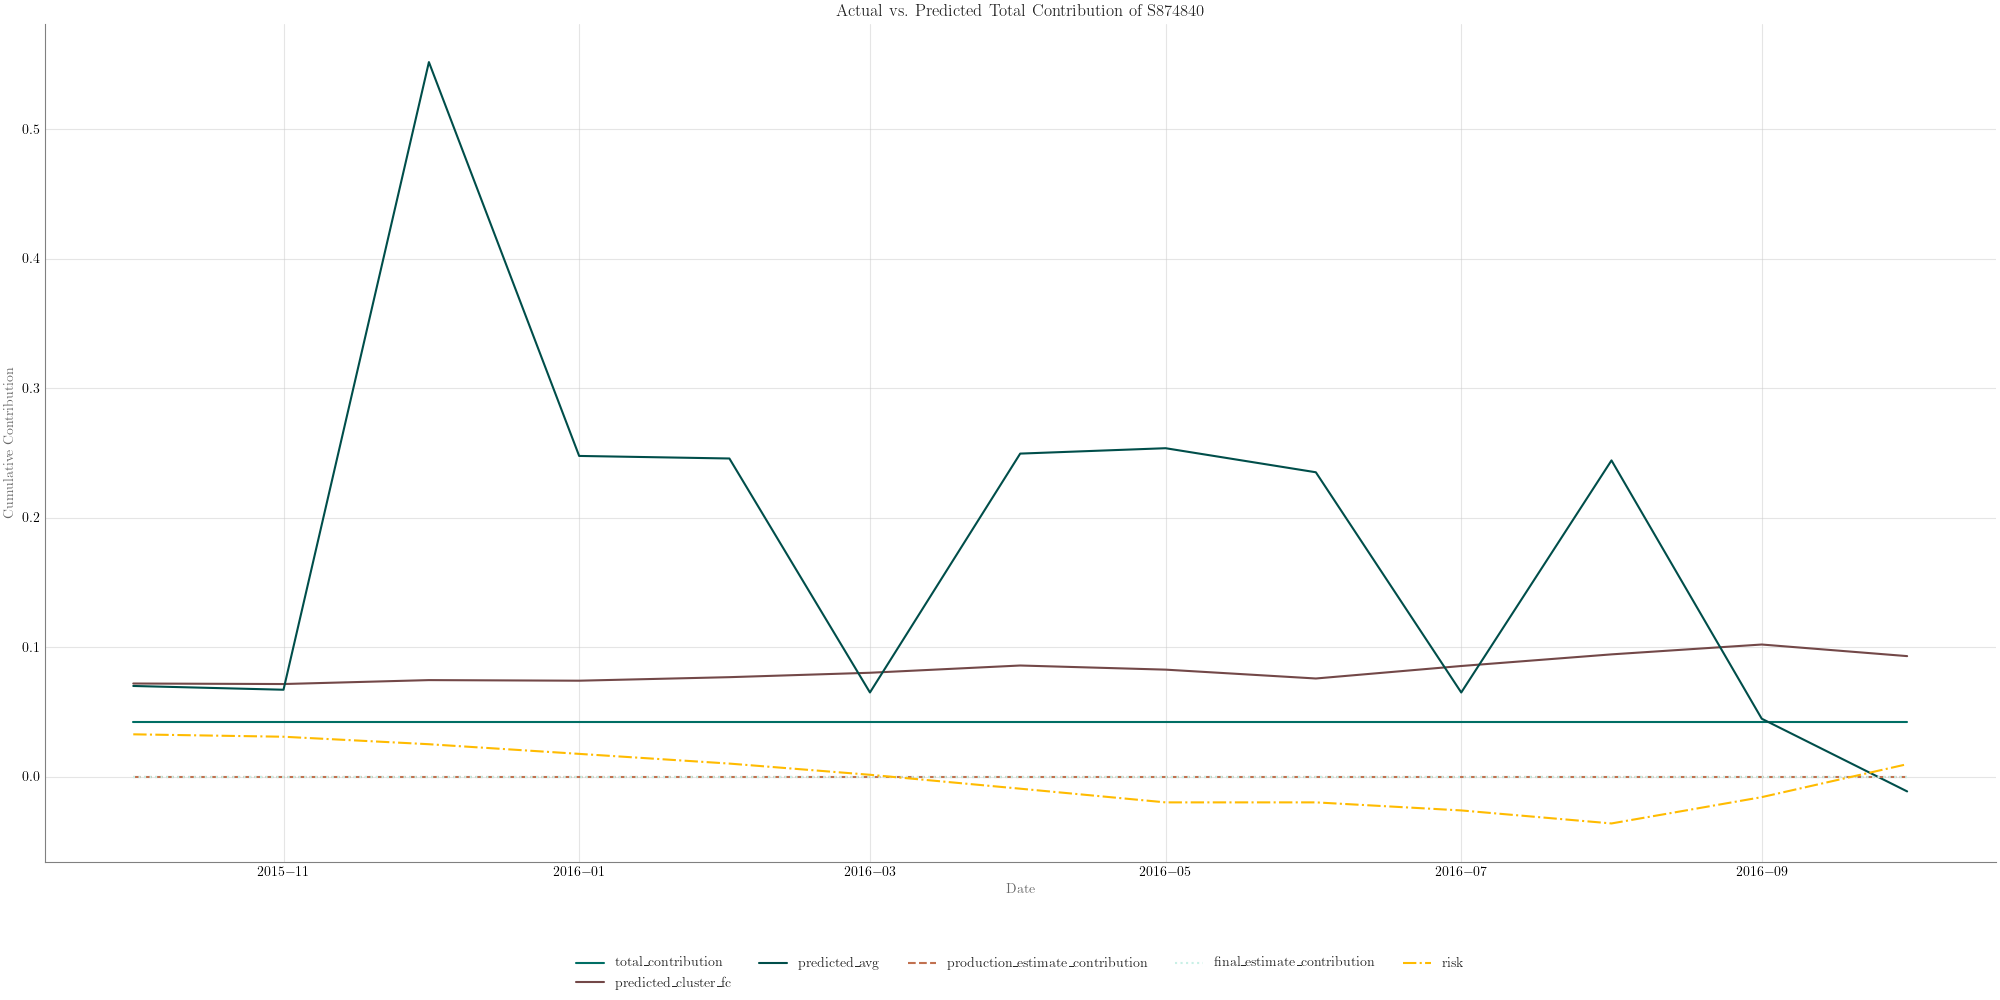 Actual vs. Predicted Total Contribution of S874840
Cumulative Contribution
0.5
0.4
0.3
0.2
0.1
0.0
2015–11 2016–01 2016–03 2016–05 2016–07 2016–09
Date
total_contribution predicted_avg production_estimate_contribution final_estimate_contribution risk
predicted_cluster_fc